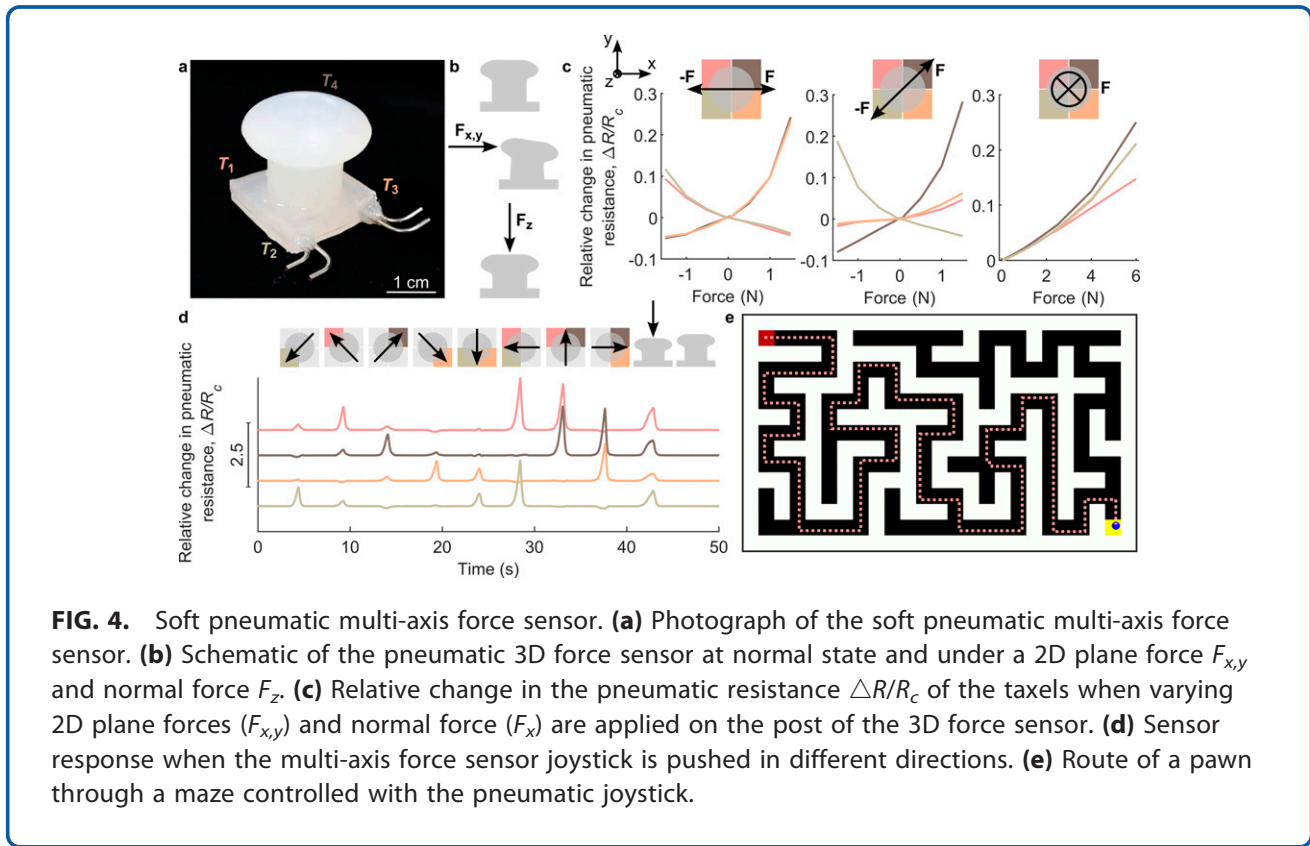 a
T4
T1
T3
T2
1 cm
b
Fx,y
Fz
c
y
x
z
Relative change in pneumatic
resistance, ΔR/Rc
-F
F
0.3
0.2
0.1
0
-0.1
-1
0
1
Force (N)
F
-F
0.3
0.2
0.1
0
-0.1
-1
0
1
Force (N)
F
0.3
0.2
0.1
0
0
2
4
6
Force (N)
d
Relative change in pneumatic
resistance, ΔR/Rc
2.5
0
10
20
30
40
50
Time (s)
e
FIG. 4. Soft pneumatic multi-axis force sensor. (a) Photograph of the soft pneumatic multi-axis force
sensor. (b) Schematic of the pneumatic 3D force sensor at normal state and under a 2D plane force Fx,y
and normal force Fz. (c) Relative change in the pneumatic resistance △R/Rc of the taxels when varying
2D plane forces (Fx,y) and normal force (Fx) are applied on the post of the 3D force sensor. (d) Sensor
response when the multi-axis force sensor joystick is pushed in different directions. (e) Route of a pawn
through a maze controlled with the pneumatic joystick.